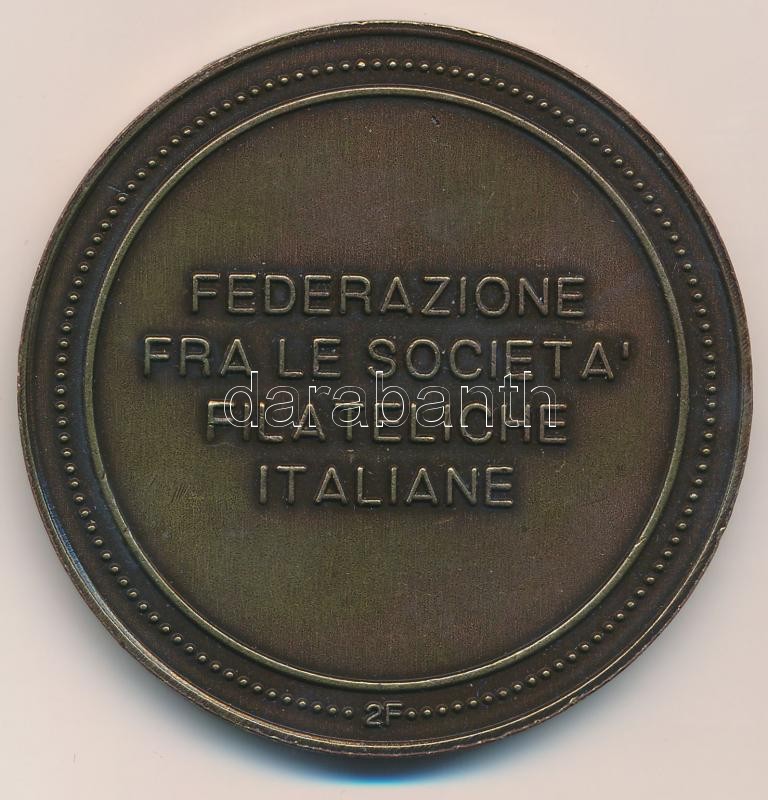 FEDERAZIONE
FRA LE SOCIETA'
darabanth
FILATELICHE
ITALIANE
2F